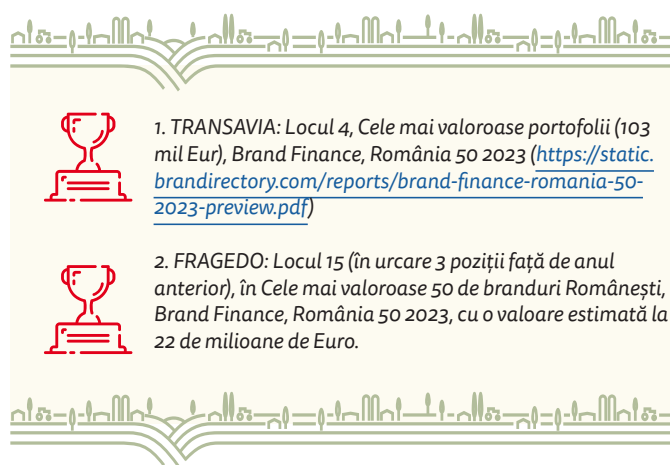 1. TRANSAVIA: Locul 4, Cele mai valoroase portofolii (103
mil Eur), Brand Finance, România 50 2023 (https://static.
brandirectory.com/reports/brand-finance-romania-50-
2023-preview.pdf)
2. FRAGEDO: Locul 15 (în urcare 3 poziții față de anul
anterior), în Cele mai valoroase 50 de branduri Românești,
Brand Finance, România 50 2023, cu o valoare estimată la
22 de milioane de Euro.